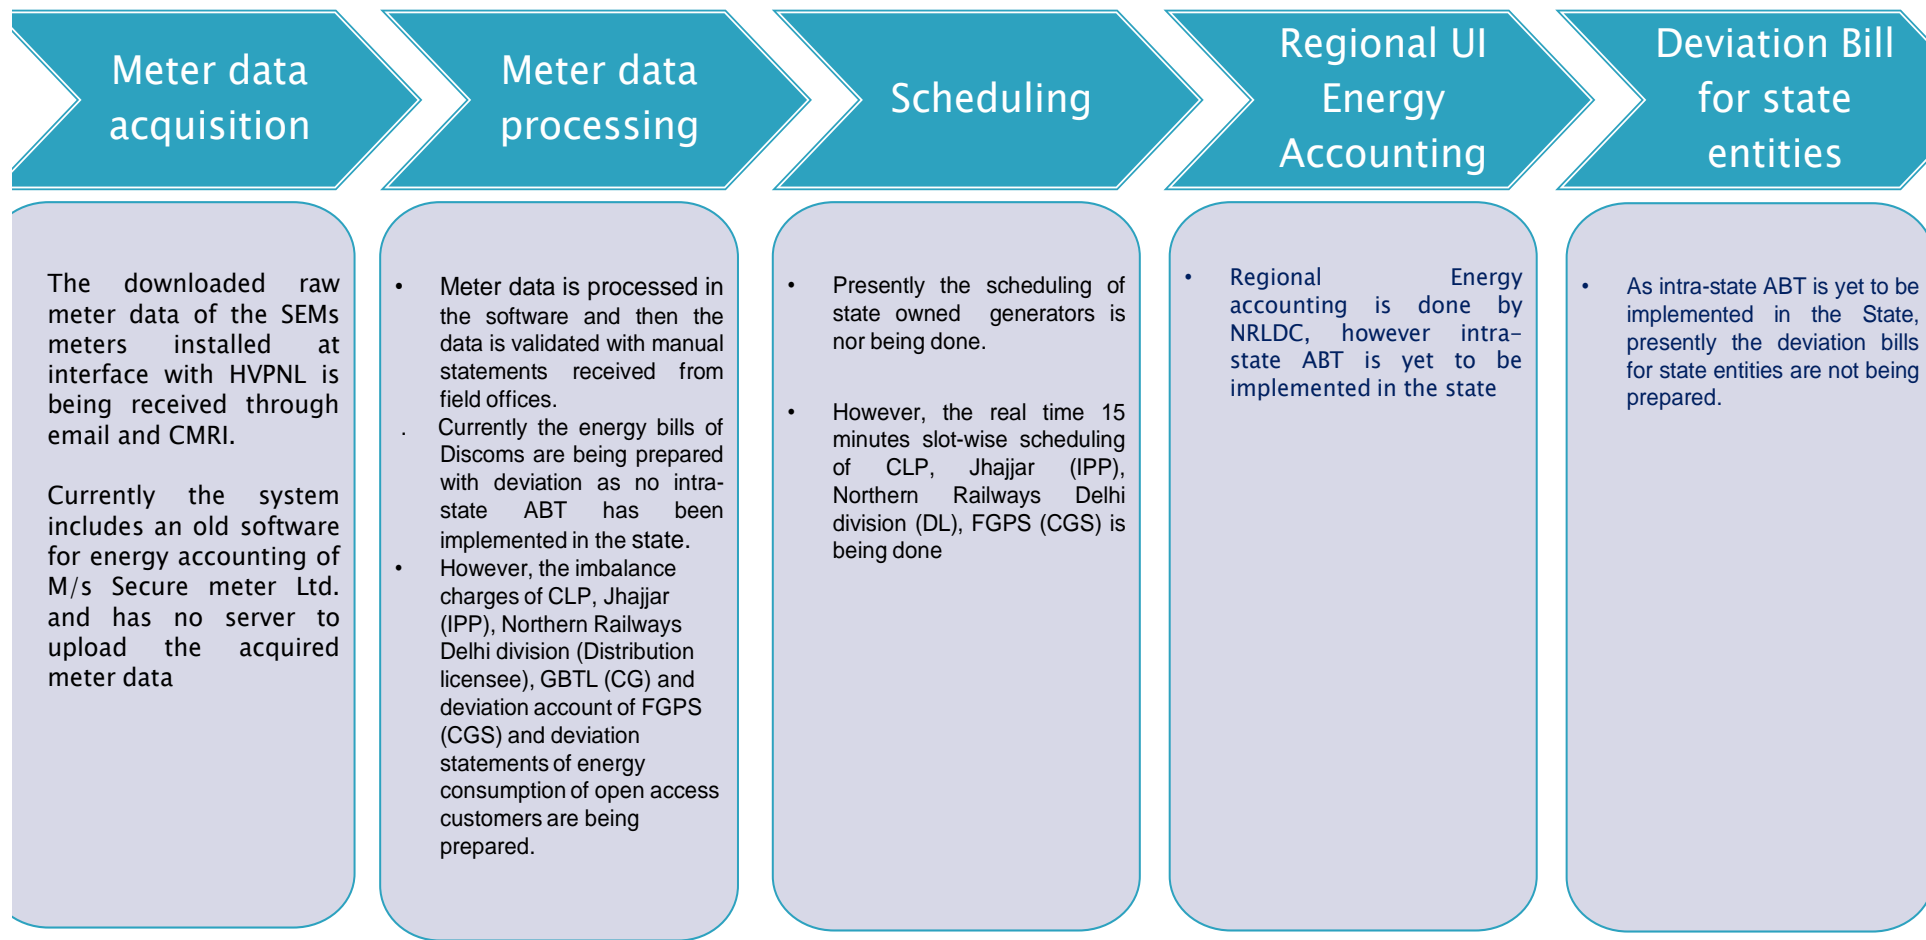 Meter data
acquisition
Meter data
processing
Scheduling
Regional UI
Energy
Accounting
Deviation Bill
for state
entities
The downloaded raw
meter data of the SEMs
meters installed at
interface with HVPNL is
being received through
email and CMRI.
Currently the system
includes an old software
for energy accounting of
M/s Secure meter Ltd.
and has no server to
upload the acquired
meter data
• Meter data is processed in
the software and then the
data is validated with manual
statements received from
field offices.
. Currently the energy bills of
Discoms are being prepared
with deviation as no intra-
state ABT has been
implemented in the state.
• However, the imbalance
charges of CLP, Jhajjar
(IPP), Northern Railways
Delhi division (Distribution
licensee), GBTL (CG) and
deviation account of FGPS
(CGS) and deviation
statements of energy
consumption of open access
customers are being
prepared.
• Presently the scheduling of
state owned generators is
nor being done.
• However, the real time 15
minutes slot-wise scheduling
of CLP, Jhajjar (IPP),
Northern Railways Delhi
division (DL), FGPS (CGS) is
being done
• Regional Energy
accounting is done by
NRLDC, however intra-
state ABT is yet to be
implemented in the state
• As intra-state ABT is yet to be
implemented in the State,
presently the deviation bills
for state entities are not being
prepared.